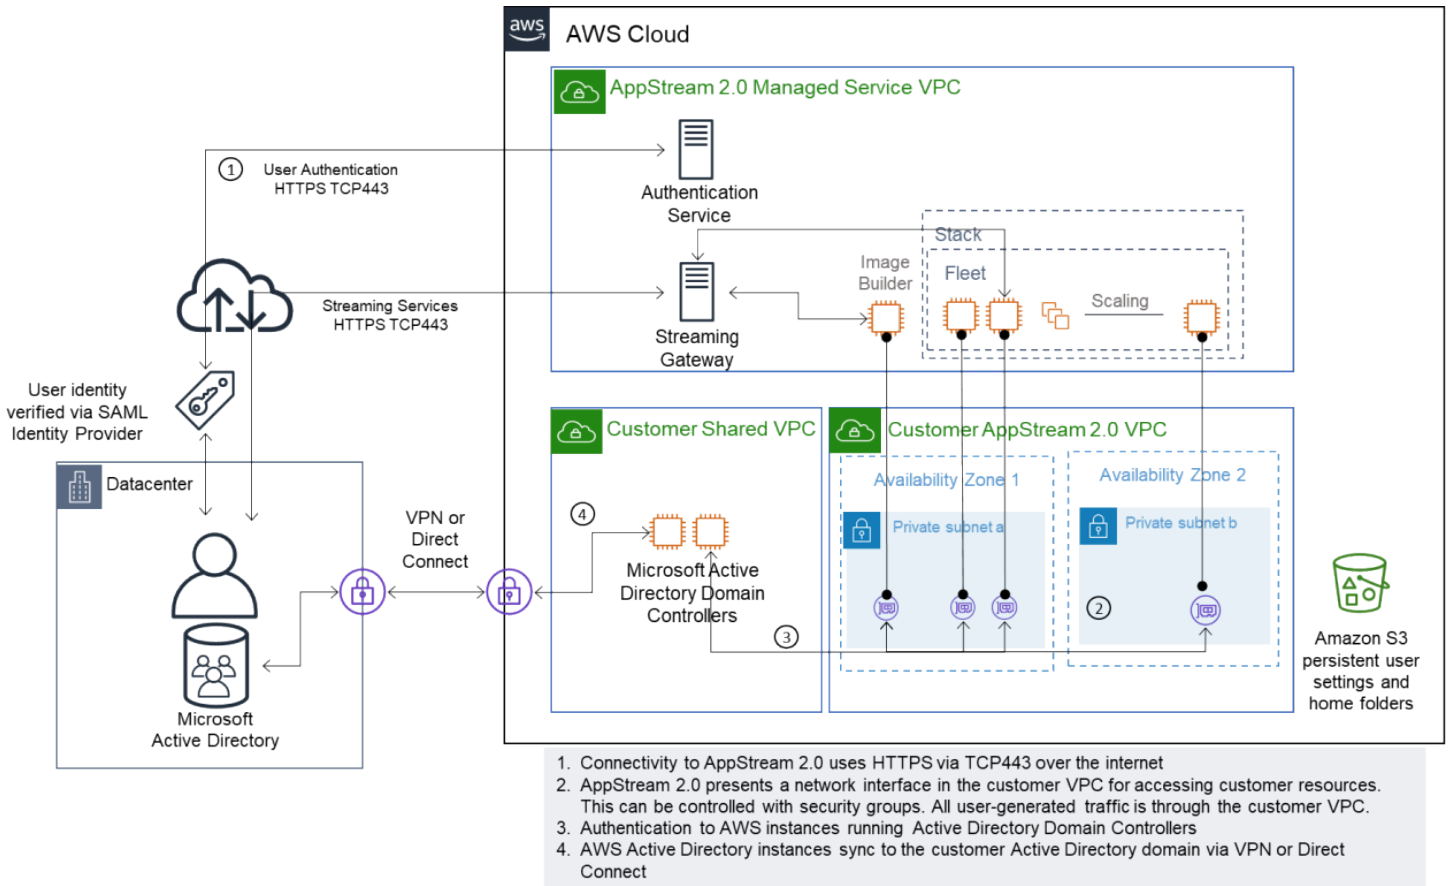 aws
AWS Cloud
AppStream 2.0 Managed Service VPC
1
User Authentication
HTTPS TCP443
Authentication
Service
Stack
Image
Builder
Fleet
Scaling
Streaming Services
HTTPS TCP443
Streaming
Gateway
User identity
verified via SAML
Identity Provider
Customer Shared VPC
Customer AppStream 2.0 VPC
Datacenter
Availability Zone 1
Availability Zone 2
VPN or
Direct
Connect
4
Private subnet a
Private subnet b
Microsoft Active
Directory Domain
Controllers
2
3
Amazon S3
persistent user
settings and
home folders
Microsoft
Active Directory
1. Connectivity to AppStream 2.0 uses HTTPS via TCP443 over the internet
2. AppStream 2.0 presents a network interface in the customer VPC for accessing customer resources.
This can be controlled with security groups. All user-generated traffic is through the customer VPC.
3. Authentication to AWS instances running Active Directory Domain Controllers
4. AWS Active Directory instances sync to the customer Active Directory domain via VPN or Direct
Connect